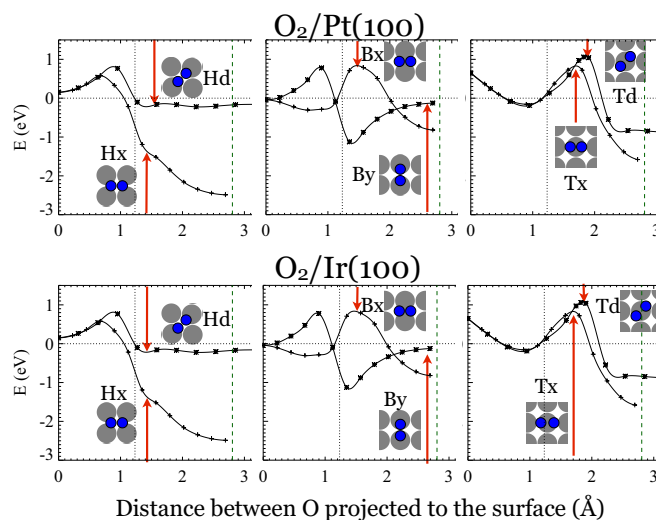 O₂/Pt(100)
1
0
-1
-2
-3
E (eV)
Hd
Hx
Bx
By
Td
Tx
0 1 2 3
0 1 2 3
0 1 2 3
O₂/Ir(100)
1
0
-1
-2
-3
E (eV)
Hd
Hx
Bx
By
Td
Tx
0 1 2 3
0 1 2 3
0 1 2 3
Distance between O projected to the surface (Å)